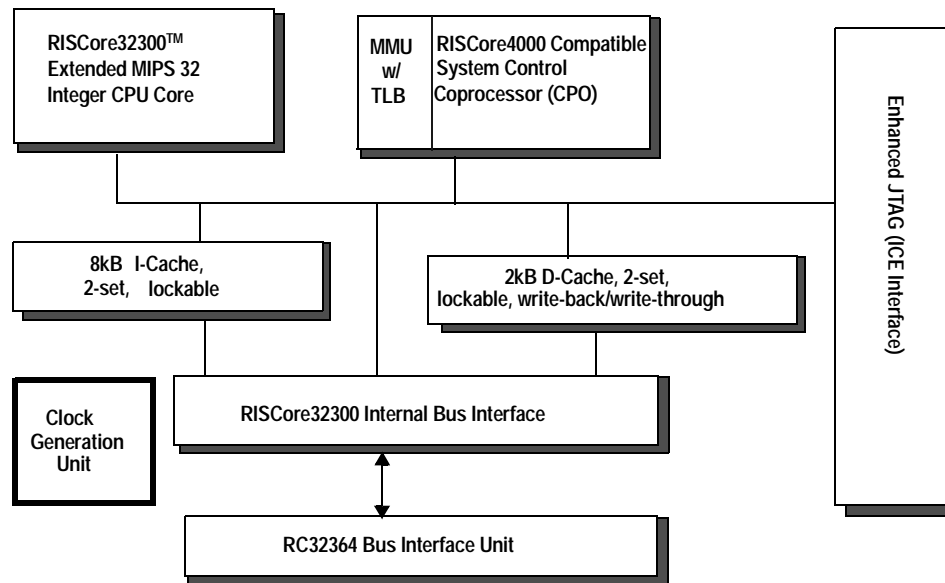 RISCore32300™
Extended MIPS 32
Integer CPU Core
MMU
w/
TLB
RISCore4000 Compatible
System Control
Coprocessor (CPO)
Enhanced JTAG (ICE Interface)
8kB I-Cache,
2-set, lockable
2kB D-Cache, 2-set,
lockable, write-back/write-through
Clock
Generation
Unit
RISCore32300 Internal Bus Interface
RC32364 Bus Interface Unit